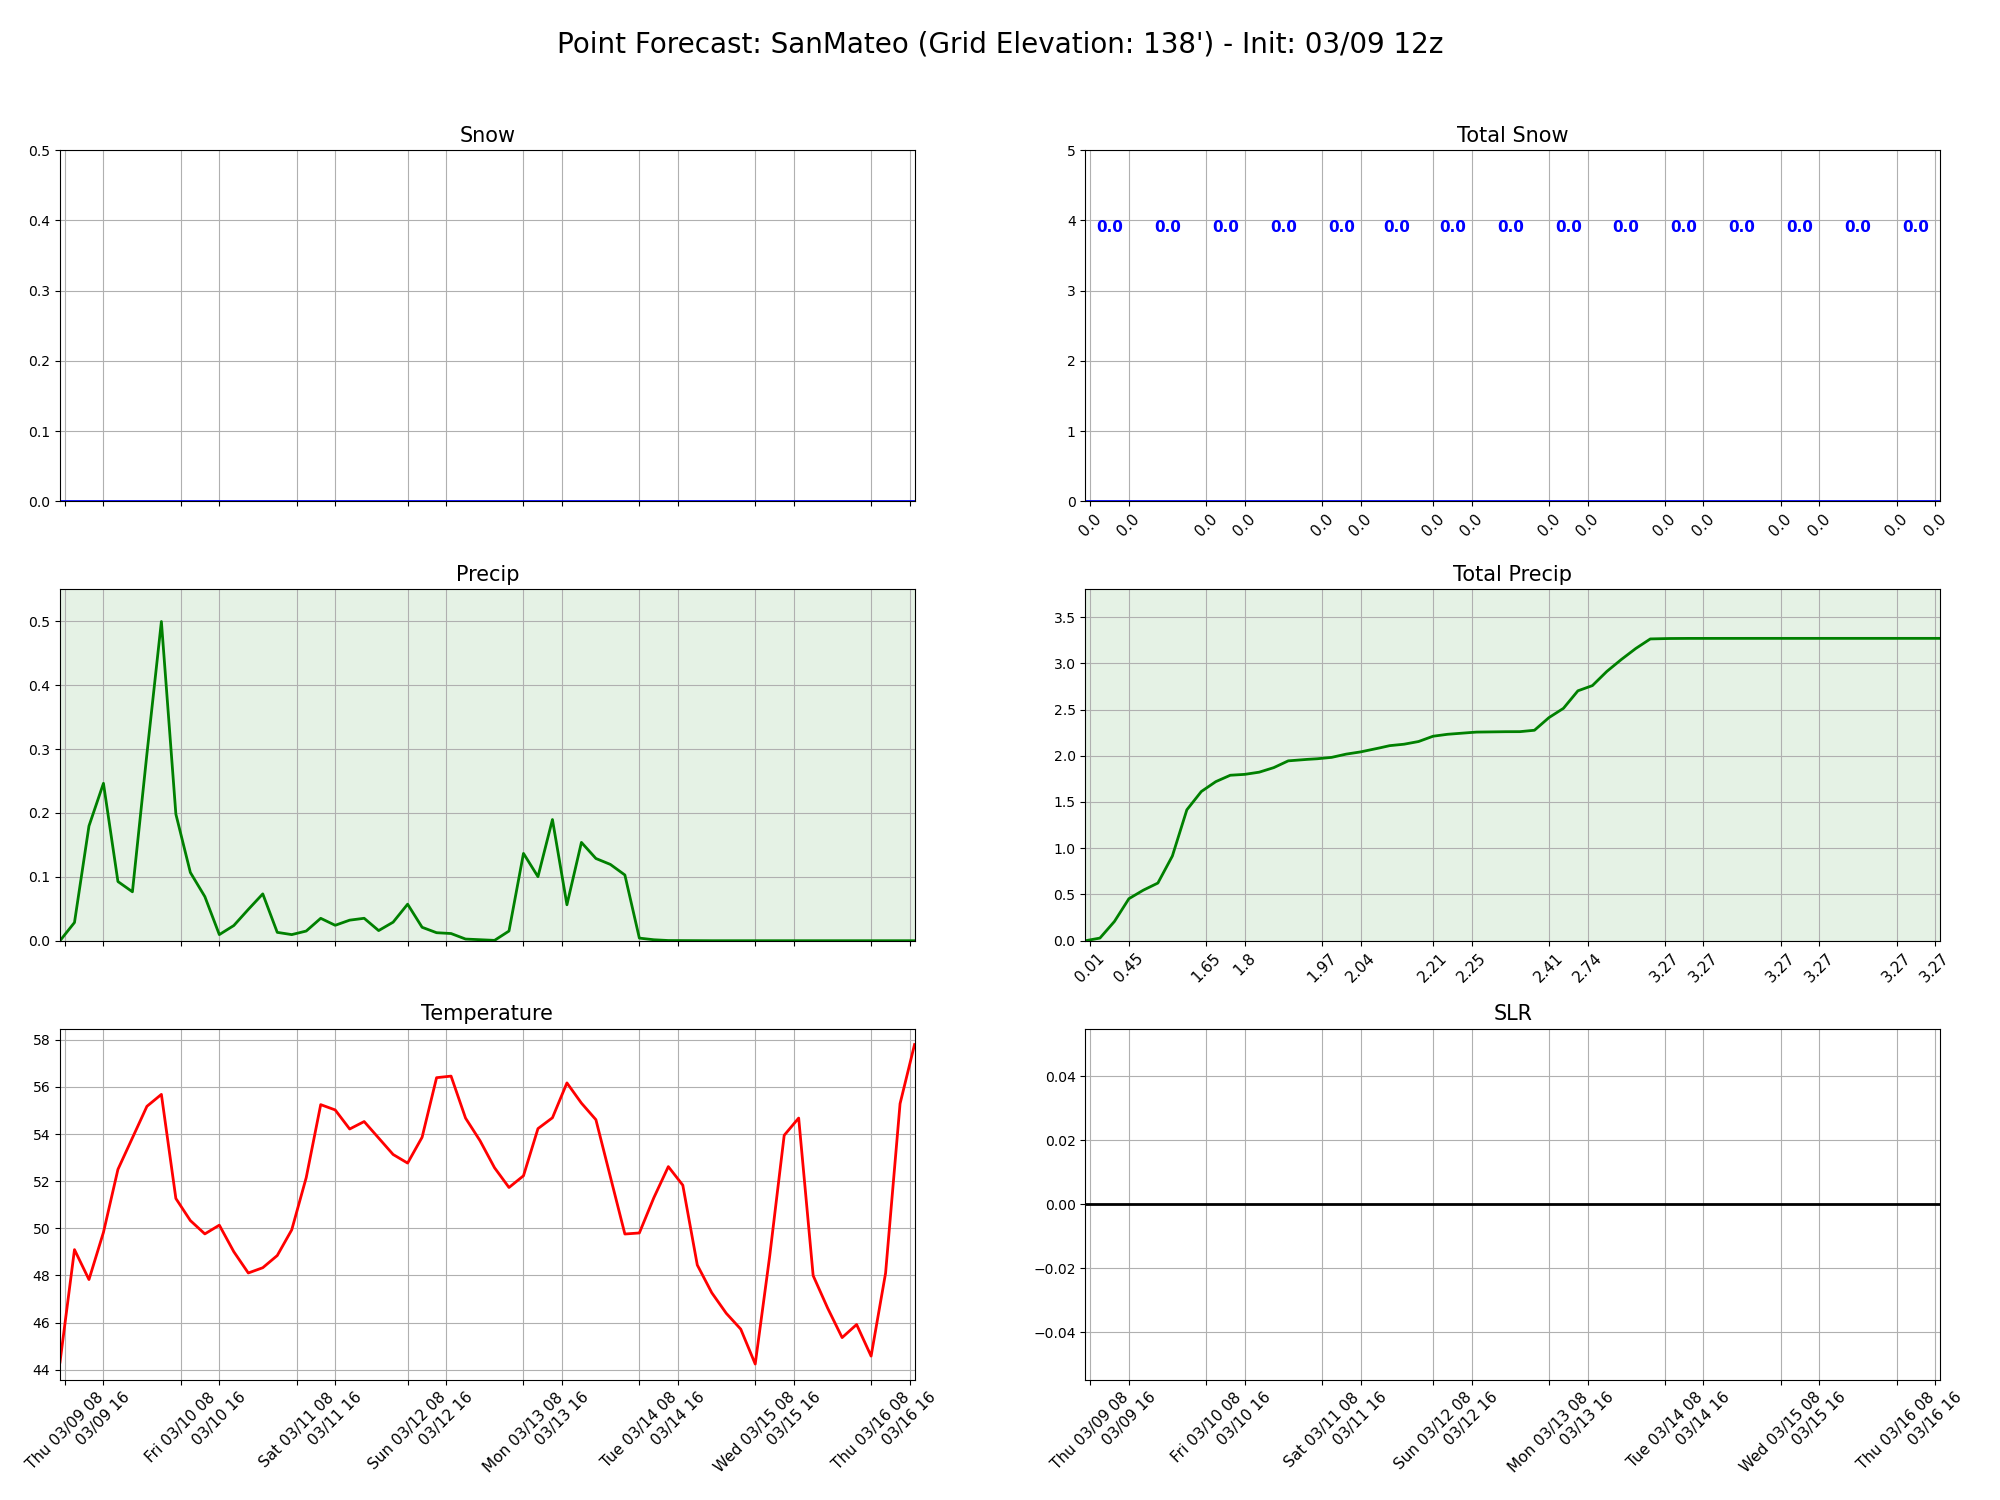 Point Forecast: SanMateo (Grid Elevation: 138') - Init: 03/09 12z
Snow
0.5
0.4
0.3
0.2
0.1
0.0
Total Snow
5
4
3
2
1
0
0.0 0.0 0.0 0.0 0.0 0.0 0.0 0.0 0.0 0.0 0.0 0.0 0.0 0.0 0.0
0.0 0.0 0.0 0.0 0.0 0.0 0.0 0.0 0.0 0.0 0.0 0.0 0.0 0.0 0.0 0.0
Precip
0.5
0.4
0.3
0.2
0.1
0.0
Total Precip
3.5
3.0
2.5
2.0
1.5
1.0
0.5
0.0
0.01 0.45 1.65 1.8 1.97 2.04 2.21 2.25 2.41 2.74 3.27 3.27 3.27 3.27 3.27 3.27
Temperature
58
56
54
52
50
48
46
44
Thu 03/09 08
03/09 16
Fri 03/10 08
03/10 16
Sat 03/11 08
03/11 16
Sun 03/12 08
03/12 16
Mon 03/13 08
03/13 16
Tue 03/14 08
03/14 16
Wed 03/15 08
03/15 16
Thu 03/16 08
03/16 16
SLR
0.04
0.02
0.00
−0.02
−0.04
Thu 03/09 08
03/09 16
Fri 03/10 08
03/10 16
Sat 03/11 08
03/11 16
Sun 03/12 08
03/12 16
Mon 03/13 08
03/13 16
Tue 03/14 08
03/14 16
Wed 03/15 08
03/15 16
Thu 03/16 08
03/16 16